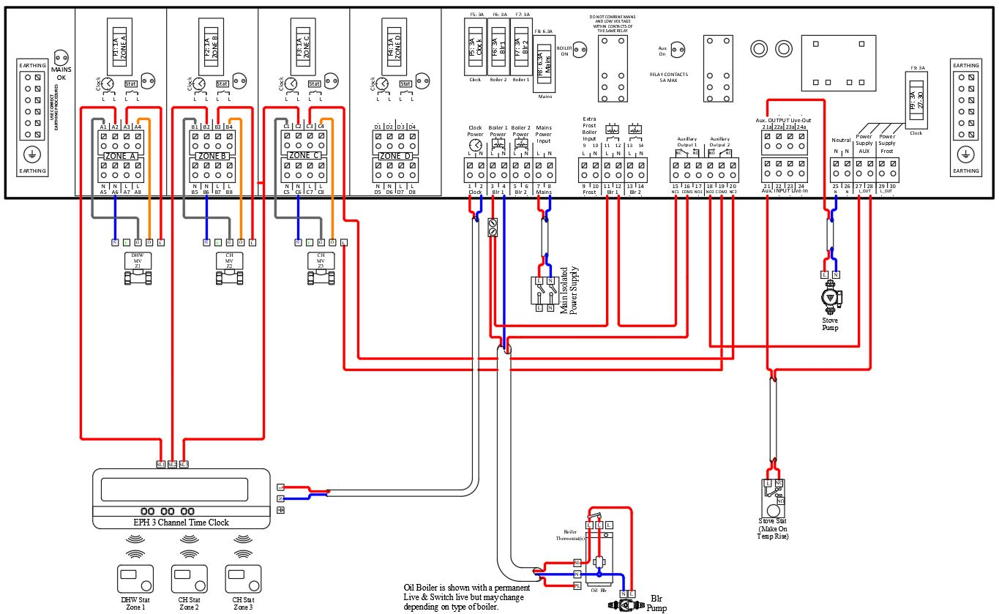 EARTHING
USE CORRECT
EARTHING PROCEDURES
EARTHING
MAINS
OK
F1: 1A
ZONE A
Clock
Stat
L L L L
A1 A2 A3 A4
ZONE A
N N L L
A5 A6 A7 A8
F2: 1A
ZONE B
Clock
Stat
L L L L
B1 B2 B3 B4
ZONE B
N N L L
B5 B6 B7 B8
F3: 1A
ZONE C
Clock
Stat
L L L L
C1 C2 C3 C4
ZONE C
N N L L
C5 C6 C7 C8
F4: 1A
ZONE D
Clock
Stat
L L L L
D1 D2 D3 D4
ZONE D
N N L L
D5 D6 D7 D8
F5: 3A F6: 3A F7: 3A
F5: 3A
Clock
F6: 3A
Blr 1
F7: 3A
Blr 2
Clock Boiler 2 Boiler 1
F8: 6.3A
F8: 6.3A
Mains
Mains
BOILER
ON
DO NOT COMBINE MAINS
AND LOW VOLTAGE
WITHIN CONTACTS OF
THE SAME RELAY
Aux
On
RELAY CONTACTS
5A MAX
F9: 3A
F9: 3A
27-30
Clock
EARTHING
EARTHING
Clock
Power
Boiler 1
Power
1
Boiler 2
Power
2
Mains
Power
Input
L N L N L N L N
1 2 3 4 5 6 7 8
Clock Blr 1 Blr 2 Mains
Extra
Frost
Boiler
Input
9 10 11 12 13 14
L N L N L N
9 10 11 12 13 14
Frost Blr 1 Blr 2
Auxillary
Output 1
Auxillary
Output 2
NC NO NO NC
15 16 17 18 19 20
NC1 COM1 NO1 NO2 COM2 NC2
Aux. OUTPUT Live-Out
21a 22a 23a 24a
21 22 23 24
Aux. INPUT Live-In
Neutral
Power
Supply
AUX
Power
Supply
Frost
N N
25 26 27 28 29 30
N N L_OUT L_OUT
N E G O L
DHW
MV
Z1
N E G O L
CH
MV
Z2
N E G O L
CH
MV
Z3
L N
L N
Main Isolated
Power Supply
L N
Stove
Pump
SL1 SL2 SL3
L
N
EPH 3 Channel Time Clock
DHW Stat
Zone 1
CH Stat
Zone 2
CH Stat
Zone 3
L NC
NO
Stove Stat
(Make On
Temp Rise)
Boiler
Thermostat(s)
L L L
SL
N
PL
Oil Blr
N L
Blr
Pump
Oil Boiler is shown with a permanent
Live & Switch live but may change
depending on type of boiler.